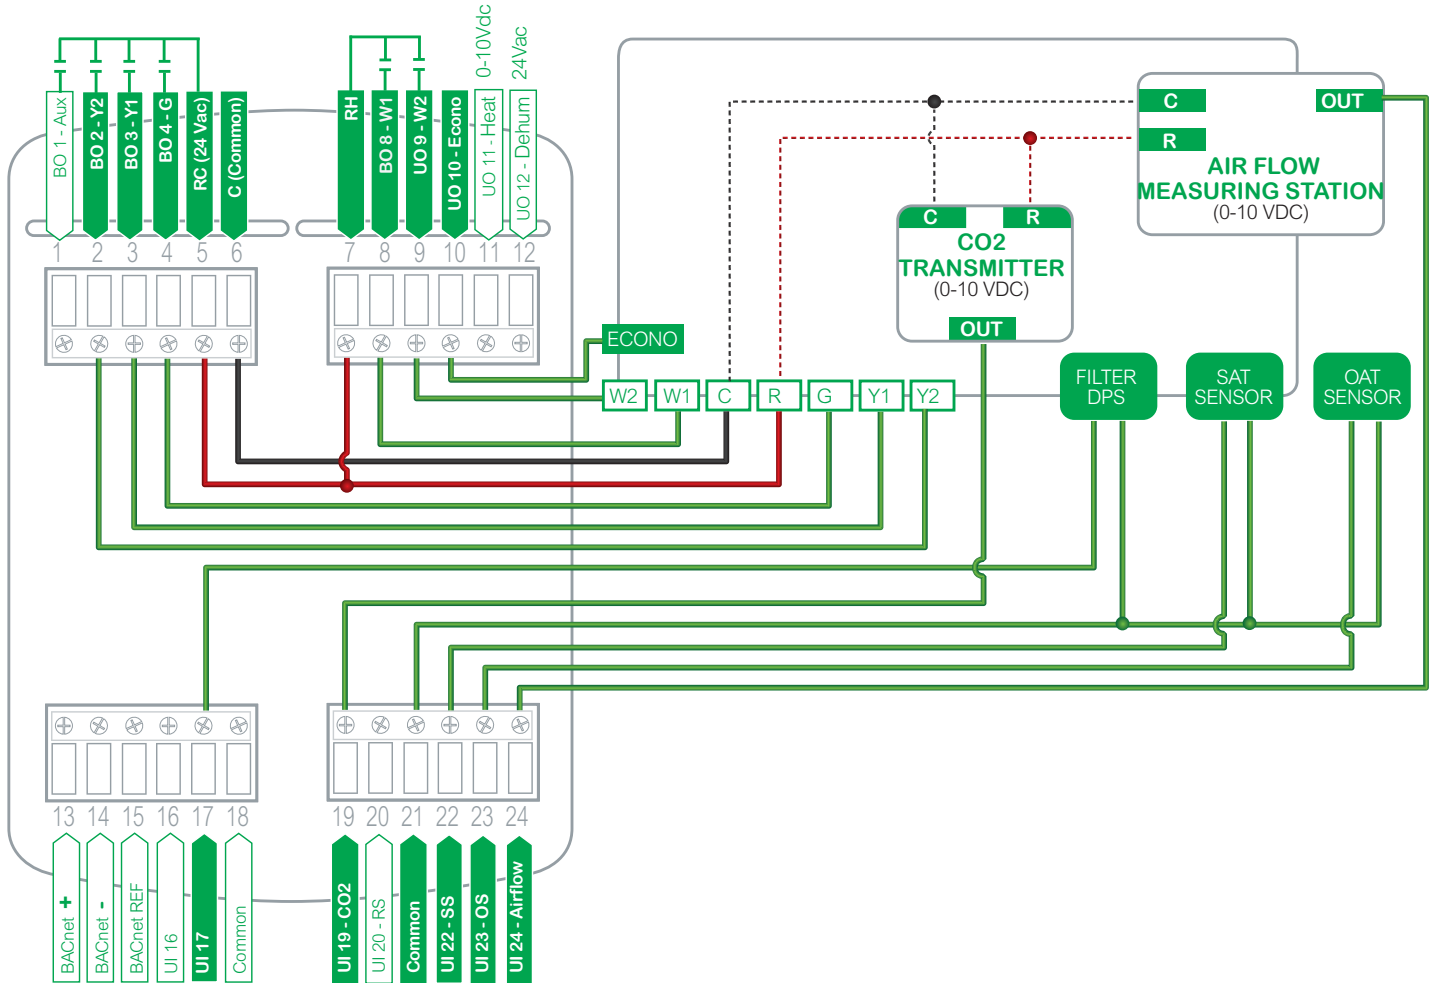 0-10Vdc
24Vac
BO 1 - Aux
BO 2 - Y2
BO 3 - Y1
BO 4 - G
RC (24 Vac)
C (Common)
RH
BO 8 - W1
UO 9 - W2
UO 10 - Econo
UO 11 - Heat
UO 12 - Dehum
1
2
3
4
5
6
7
8
9
10
11
12
C
OUT
R
AIR FLOW
MEASURING STATION
(0-10 VDC)
C
R
CO2
TRANSMITTER
(0-10 VDC)
OUT
ECONO
W2
W1
C
R
G
Y1
Y2
FILTER
DPS
SAT
SENSOR
OAT
SENSOR
13
14
15
16
17
18
19
20
21
22
23
24
BACnet +
BACnet -
BACnet REF
UI 16
UI 17
Common
UI 19 - CO2
UI 20 - RS
Common
UI 22 - SS
UI 23 - OS
UI 24 - Airflow